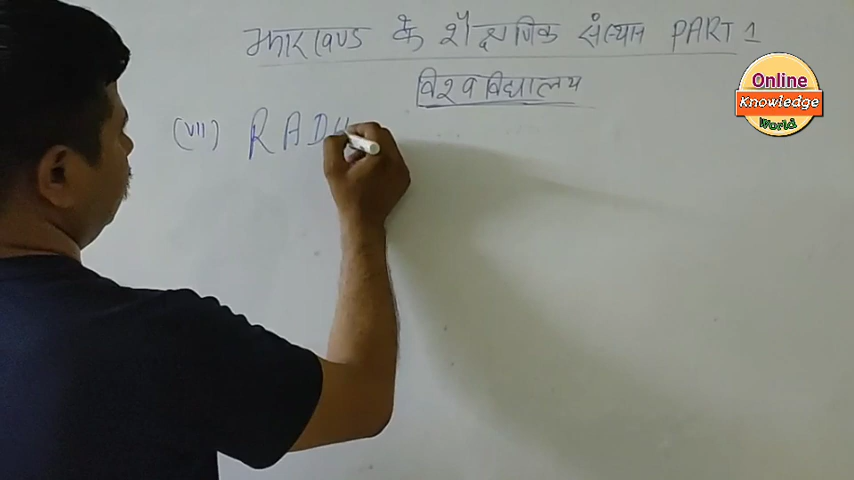 झारखण्ड के शैक्षणिक संस्थान PART 1
विश्वविद्यालय
(VII) RADH
Online
Knowledge
World